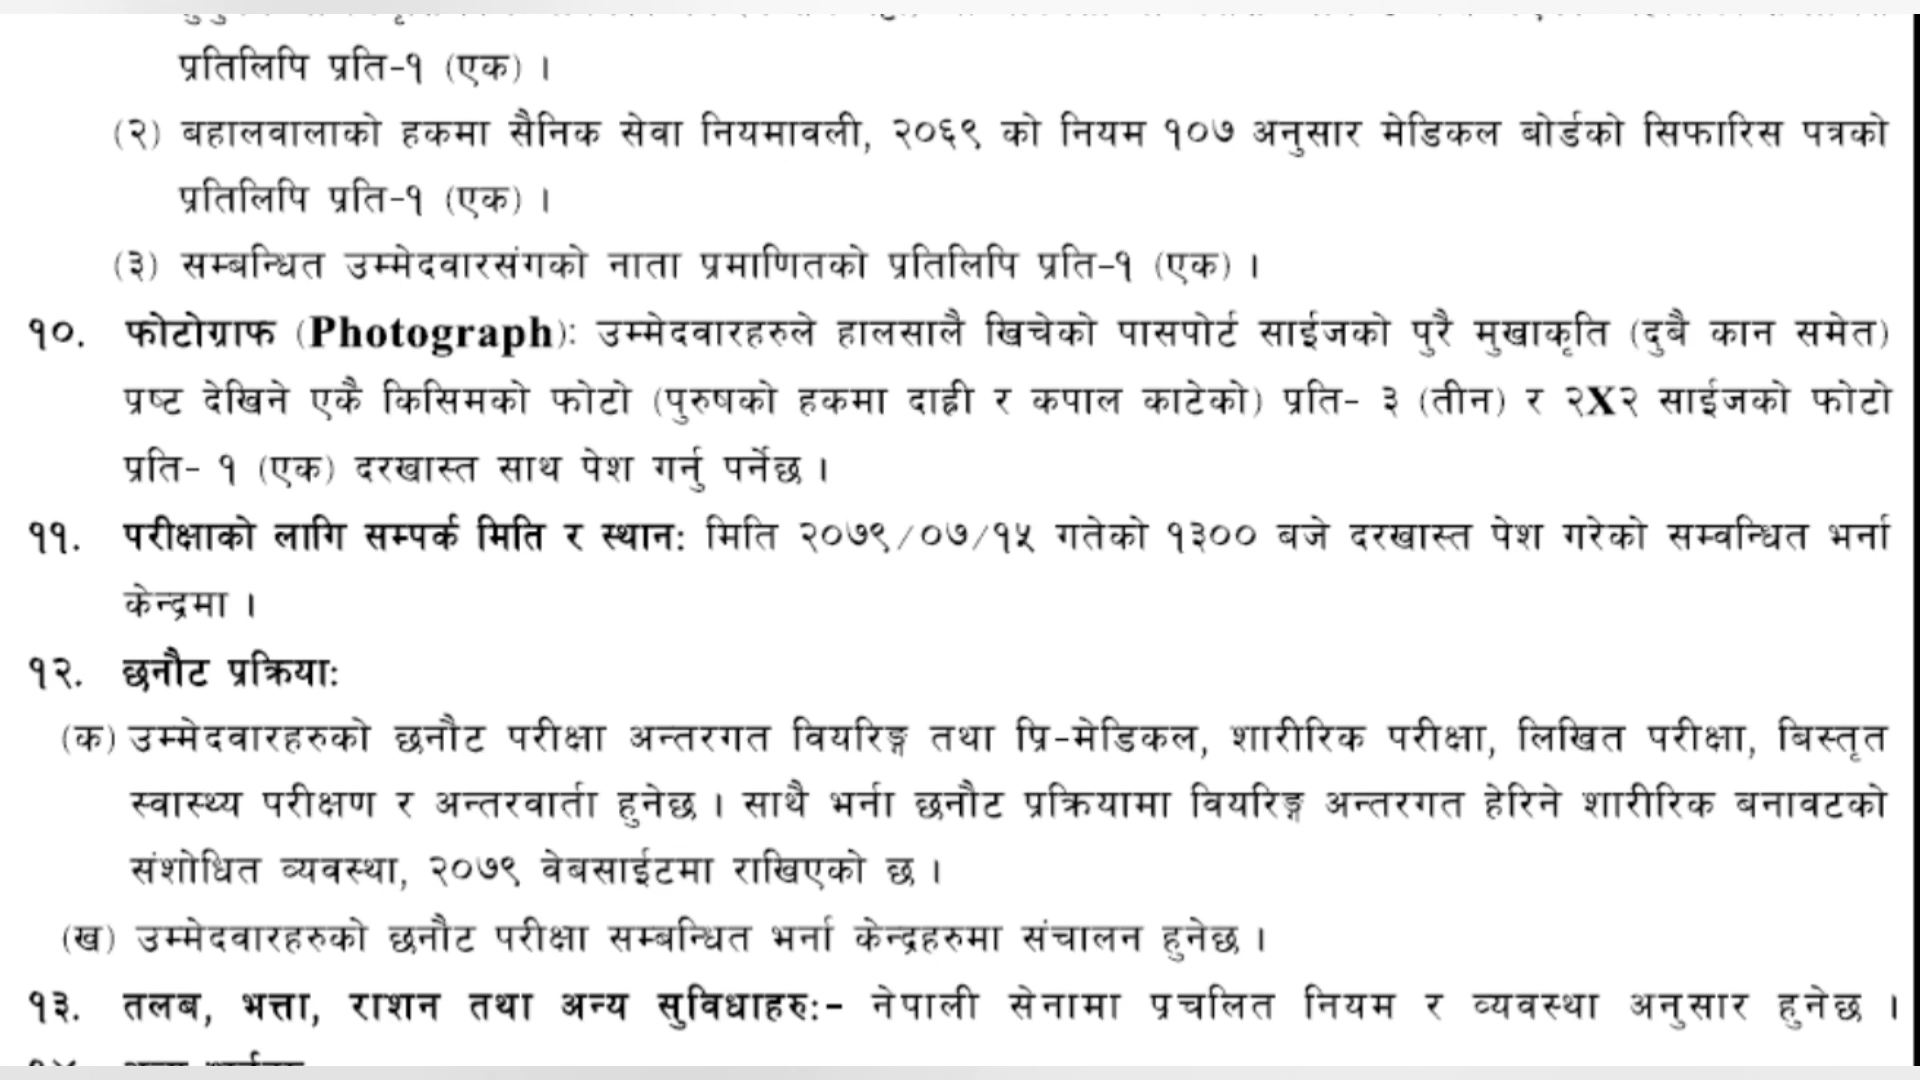 प्रतिलिपि प्रति-१ (एक) ।
(२) बहालवालाको हकमा सैनिक सेवा नियमावली, २०६९ को नियम १०७ अनुसार मेडिकल बोर्डको सिफारिस पत्रको
प्रतिलिपि प्रति-१ (एक) ।
(३) सम्बन्धित उम्मेदवारसंगको नाता प्रमाणितको प्रतिलिपि प्रति-१ (एक) ।
१०. फोटोग्राफ (Photograph): उम्मेदवारहरुले हालसालै खिचेको पासपोर्ट साईजको पुरै मुखाकृति (दुबै कान समेत)
प्रष्ट देखिने एकै किसिमको फोटो (पुरुषको हकमा दाह्री र कपाल काटेको) प्रति- ३ (तीन) र २X२ साईजको फोटो
प्रति- १ (एक) दरखास्त साथ पेश गर्नु पर्नेछ ।
११. परीक्षाको लागि सम्पर्क मिति र स्थान: मिति २०७९/०७/१५ गतेको १३०० बजे दरखास्त पेश गरेको सम्वन्धित भर्ना
केन्द्रमा ।
१२. छनौट प्रक्रिया:
(क) उम्मेदवारहरुको छनौट परीक्षा अन्तरगत वियरिङ्ग तथा प्रि-मेडिकल, शारीरिक परीक्षा, लिखित परीक्षा, बिस्तृत
स्वास्थ्य परीक्षण र अन्तरवार्ता हुनेछ । साथै भर्ना छनौट प्रक्रियामा वियरिङ्ग अन्तरगत हेरिने शारीरिक बनावटको
संशोधित व्यवस्था, २०७९ वेबसाईटमा राखिएको छ ।
(ख) उम्मेदवारहरुको छनौट परीक्षा सम्बन्धित भर्ना केन्द्रहरुमा संचालन हुनेछ ।
१३. तलब, भत्ता, राशन तथा अन्य सुविधाहरु:- नेपाली सेनामा प्रचलित नियम र व्यवस्था अनुसार हुनेछ ।